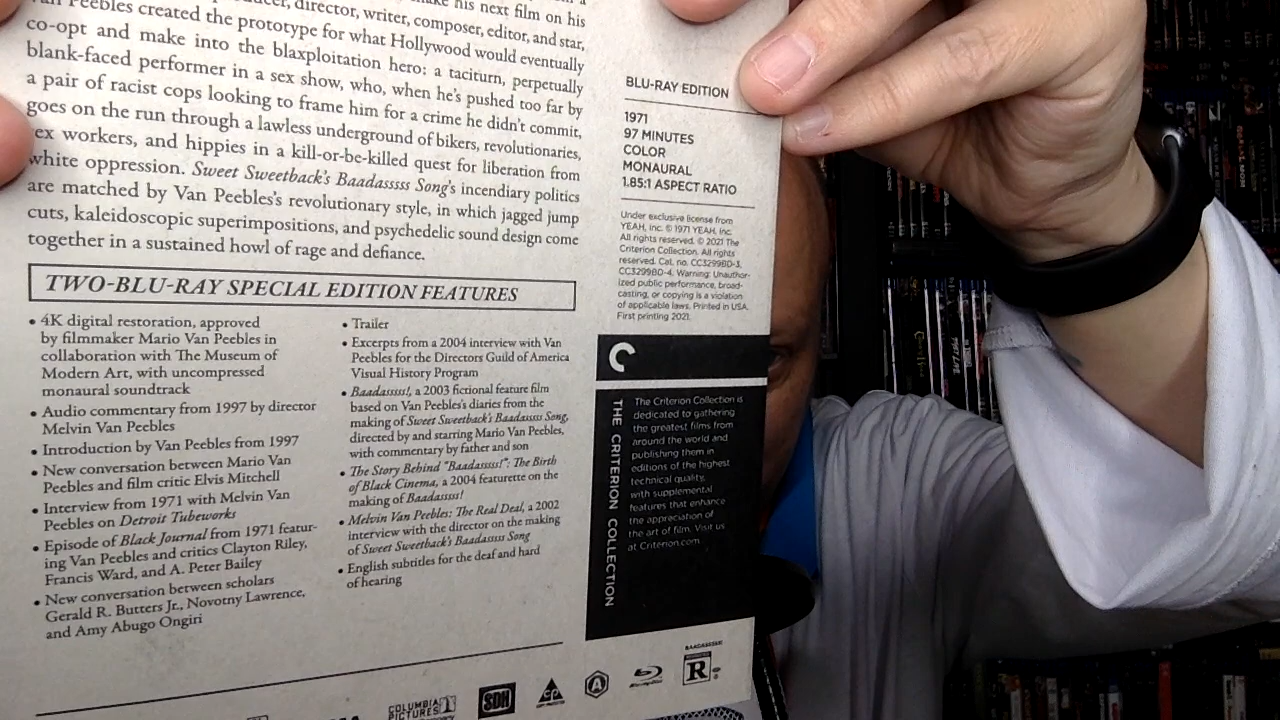 producer, director, writer, composer, editor, and star,
Van Peebles created the prototype for what Hollywood would eventually
co-opt and make into the blaxploitation hero: a taciturn, perpetually
blank-faced performer in a sex show, who, when he's pushed too far by
a pair of racist cops looking to frame him for a crime he didn't commit,
goes on the run through a lawless underground of bikers, revolutionaries,
sex workers, and hippies in a kill-or-be-killed quest for liberation from
white oppression. Sweet Sweetback's Baadasssss Song's incendiary politics
are matched by Van Peebles's revolutionary style, in which jagged jump
cuts, kaleidoscopic superimpositions, and psychedelic sound design come
together in a sustained howl of rage and defiance.
TWO-BLU-RAY SPECIAL EDITION FEATURES
• 4K digital restoration, approved
by filmmaker Mario Van Peebles in
collaboration with The Museum of
Modern Art, with uncompressed
monaural soundtrack
• Audio commentary from 1997 by director
Melvin Van Peebles
• Introduction by Van Peebles from 1997
• New conversation between Mario Van
Peebles and film critic Elvis Mitchell
• Interview from 1971 with Melvin Van
Peebles on Detroit Tubeworks
• Episode of Black Journal from 1971 featur-
ing Van Peebles and critics Clayton Riley,
Francis Ward, and A. Peter Bailey
• New conversation between scholars
Gerald R. Butters Jr., Novotny Lawrence,
and Amy Abugo Ongiri
• Trailer
• Excerpts from a 2004 interview with Van
Peebles for the Directors Guild of America
Visual History Program
• Baadasssss!, a 2003 fictional feature film
based on Van Peebles's diaries from the
making of Sweet Sweetback's Baadasssss Song,
directed by and starring Mario Van Peebles,
with commentary by father and son
• The Story Behind "Baadasssss!": The Birth
of Black Cinema, a 2004 featurette on the
making of Baadasssss!
• Melvin Van Peebles: The Real Deal, a 2002
interview with the director on the making
of Sweet Sweetback's Baadasssss Song
• English subtitles for the deaf and hard
of hearing
BLU-RAY EDITION
1971
97 MINUTES
COLOR
MONAURAL
1.85:1 ASPECT RATIO
Under exclusive license from
YEAH, Inc. © 1971 YEAH, Inc.
All rights reserved. © 2021 The
Criterion Collection. All rights
reserved. Cat. no. CC3299BD-3,
CC3299BD-4. Warning: Unauthor-
ized public performance, broad-
casting, or copying is a violation
of applicable laws. Printed in USA.
First printing 2021.
THE CRITERION COLLECTION
The Criterion Collection is
dedicated to gathering
the greatest films from
around the world and
publishing them in
editions of the highest
technical quality,
with supplemental
features that enhance
the appreciation of
the art of film. Visit us
at Criterion.com
COLUMBIA
PICTURES
SDH
A
Blu-ray
BAADASSSSS!
R